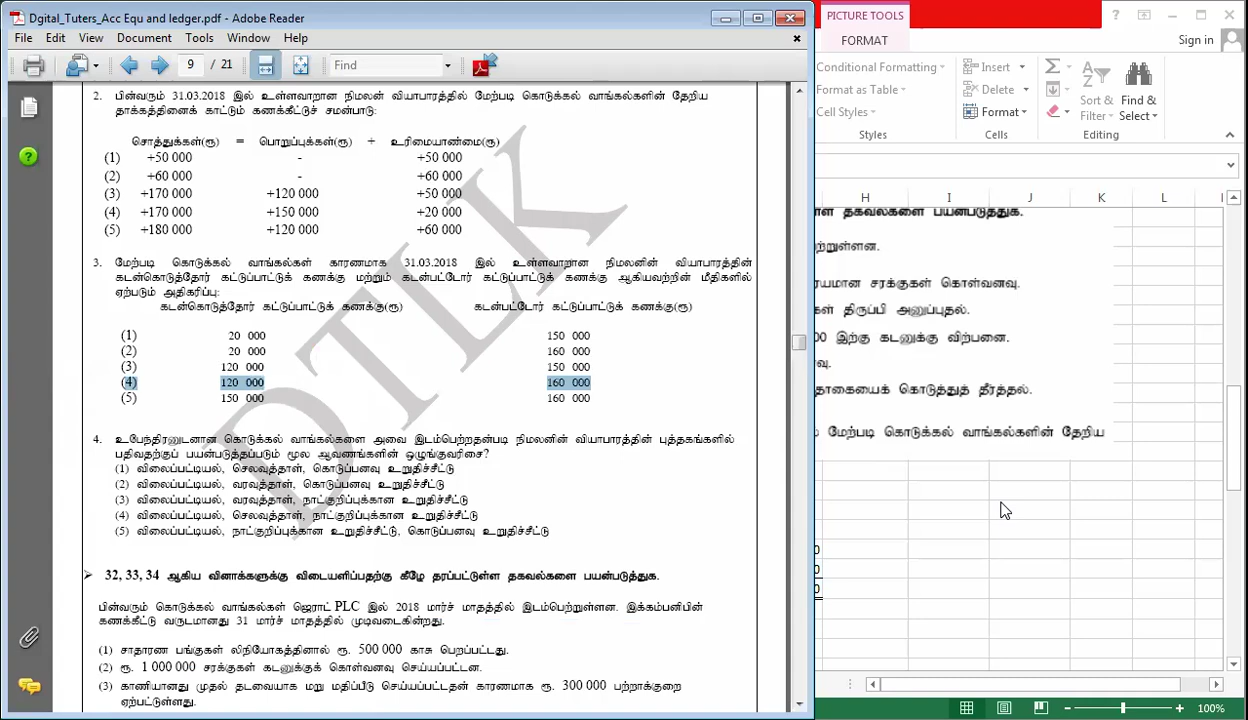 Dgital_Tuters_Acc Equ and ledger.pdf - Adobe Reader
File Edit View Document Tools Window Help
9 / 21 Find
2. பின்வரும் 31.03.2018 இல் உள்ளவாறான நிமலன் வியாபாரத்தில் மேற்படி கொடுக்கல் வாங்கல்களின் தேறிய
தாக்கத்தினைக் காட்டும் கணக்கீட்டுச் சமன்பாடு:
சொத்துக்கள்(ரூ) = பொறுப்புக்கள்(ரூ) + உரிமையாண்மை(ரூ)
(1) +50 000 - +50 000
(2) +60 000 - +60 000
(3) +170 000 +120 000 +50 000
(4) +170 000 +150 000 +20 000
(5) +180 000 +120 000 +60 000
3. மேற்படி கொடுக்கல் வாங்கல்கள் காரணமாக 31.03.2018 இல் உள்ளவாறான நிமலனின் வியாபாரத்தின்
கடன்கொடுத்தோர் கட்டுப்பாட்டுக் கணக்கு மற்றும் கடன்பட்டோர் கட்டுப்பாட்டுக் கணக்கு ஆகியவற்றின் மீதிகளில்
ஏற்படும் அதிகரிப்பு:
கடன்கொடுத்தோர் கட்டுப்பாட்டுக் கணக்கு(ரூ) கடன்பட்டோர் கட்டுப்பாட்டுக் கணக்கு(ரூ)
(1) 20 000 150 000
(2) 20 000 160 000
(3) 120 000 150 000
(4) 120 000 160 000
(5) 150 000 160 000
4. உபேந்திரனுடனான கொடுக்கல் வாங்கல்களை அவை இடம்பெற்றதன்படி நிமலனின் வியாபாரத்தின் புத்தகங்களில்
பதிவதற்குப் பயன்படுத்தப்படும் மூல ஆவணங்களின் ஒழுங்குவரிசை?
(1) விலைப்பட்டியல், செலவுத்தாள், கொடுப்பனவு உறுதிச்சீட்டு
(2) விலைப்பட்டியல், வரவுத்தாள், கொடுப்பனவு உறுதிச்சீட்டு
(3) விலைப்பட்டியல், வரவுத்தாள், நாட்குறிப்புக்கான உறுதிச்சீட்டு
(4) விலைப்பட்டியல், செலவுத்தாள், நாட்குறிப்புக்கான உறுதிச்சீட்டு
(5) விலைப்பட்டியல், நாட்குறிப்புக்கான உறுதிச்சீட்டு, கொடுப்பனவு உறுதிச்சீட்டு
➢ 32, 33, 34 ஆகிய வினாக்களுக்கு விடையளிப்பதற்கு கீழே தரப்பட்டுள்ள தகவல்களை பயன்படுத்துக.
பின்வரும் கொடுக்கல் வாங்கல்கள் ஜெராட் PLC இல் 2018 மார்ச் மாதத்தில் இடம்பெற்றுள்ளன. இக்கம்பனிபின்
கணக்கீட்டு வருடமானது 31 மார்ச் மாதத்தில் முடிவடைகின்றது.
(1) சாதாரண பங்குகள் லிநியோகத்தினால் ரூ. 500 000 காசு பெறப்பட்டது.
(2) ரூ. 1 000 000 சரக்குகள் கடனுக்குக் கொள்வனவு செய்யப்பட்டன.
(3) காணியானது முதல் தடவையாக மறு மதிப்பீடு செய்யப்பட்டதன் காரணமாக ரூ. 300 000 பற்றாக்குறை
ஏற்பட்டுள்ளது.
DTLK
PICTURE TOOLS
FORMAT
Sign in
Conditional Formatting
Format as Table
Cell Styles
Styles
Insert
Delete
Format
Cells
Sort &
Filter
Find &
Select
Editing
H I J K L
ள தகவல்களை பயன்படுத்துக.
ற்றுள்ளன.
யமான சரக்குகள் கொள்வனவு.
கள் திருப்பி அனுப்புதல்.
00 இற்கு கடனுக்கு விற்பனை.
வு.
தாகையைக் கொடுத்துத் தீர்த்தல்.
மேற்படி கொடுக்கல் வாங்கல்களின் தேறிய
0
0
0
100%